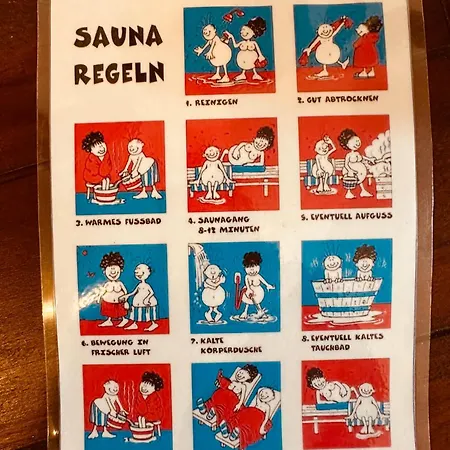 SAUNA
REGELN
1. REINIGEN
2. GUT ABTROCKNEN
3. WARMES FUSSBAD
4. SAUNAGANG
8-12 MINUTEN
5. EVENTUELL AUFGUSS
6. BEWEGUNG IN
FRISCHER LUFT
7. KALTE
KÖRPERDUSCHE
8. EVENTUELL KALTES
TAUCHBAD